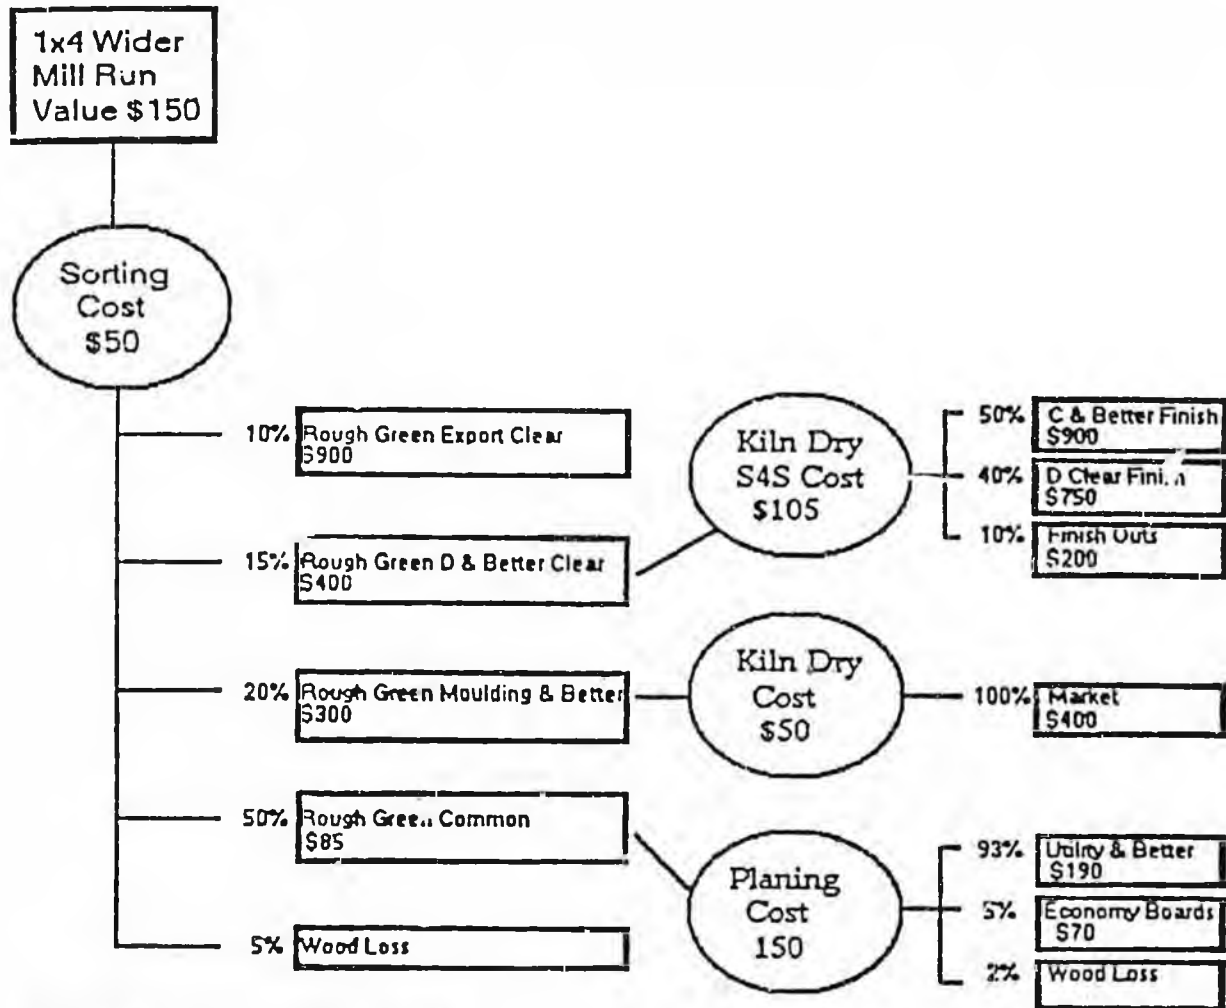 1x4 Wider
Mill Run
Value $150
Sorting
Cost
$50
10% Rough Green Export Clear
$900
15% Rough Green D & Better Clear
$400
20% Rough Green Moulding & Better
$300
50% Rough Green Common
$85
5% Wood Loss
Kiln Dry
S4S Cost
$105
50% C & Better Finish
$900
40% D Clear Finish
$750
10% Finish Outs
$200
Kiln Dry
Cost
$50
100% Market
$400
Planing
Cost
150
93% Utility & Better
$190
5% Economy Boards
$70
2% Wood Loss